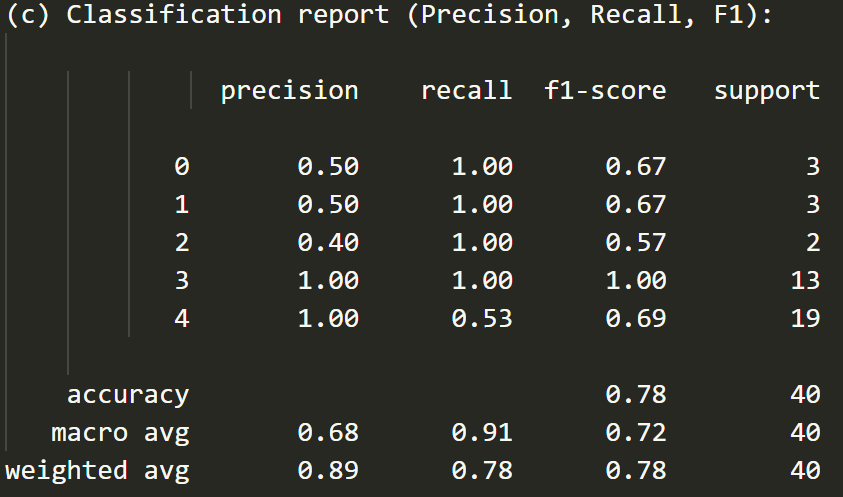 (c) Classification report (Precision, Recall, F1):
precision recall f1-score support
0 0.50 1.00 0.67 3
1 0.50 1.00 0.67 3
2 0.40 1.00 0.57 2
3 1.00 1.00 1.00 13
4 1.00 0.53 0.69 19
accuracy 0.78 40
macro avg 0.68 0.91 0.72 40
weighted avg 0.89 0.78 0.78 40